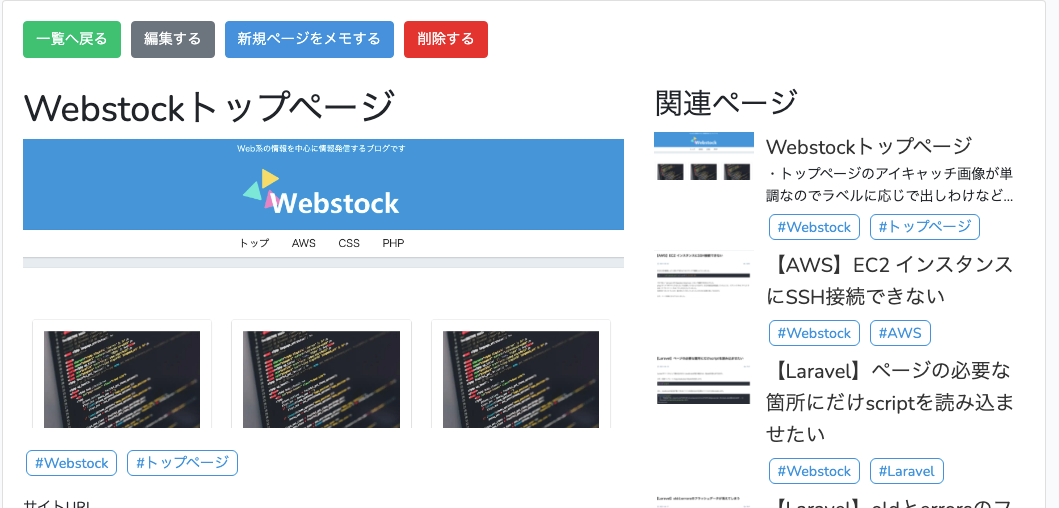 一覧へ戻る
編集する
新規ページをメモする
削除する
Webstockトップページ
Web系の情報を中心に情報発信するブログです
Webstock
トップ AWS CSS PHP
#Webstock #トップページ
サイトURL
関連ページ
Webstockトップページ
・トップページのアイキャッチ画像が単
調なのでラベルに応じで出しわけなど...
#Webstock #トップページ
【AWS】EC2 インスタンス
にSSH接続できない
#Webstock #AWS
【Laravel】ページの必要な
箇所にだけscriptを読み込ま
せたい
#Webstock #Laravel
【Laravel】oldとerrorsのフ